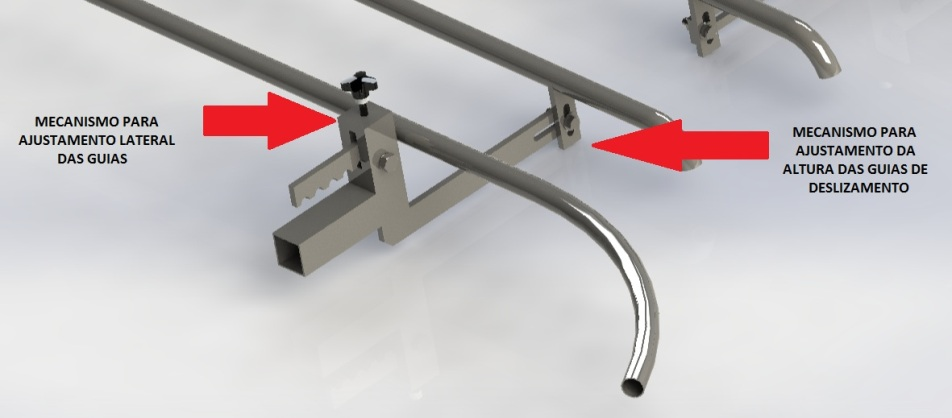 MECANISMO PARA
AJUSTAMENTO LATERAL
DAS GUIAS
MECANISMO PARA
AJUSTAMENTO DA
ALTURA DAS GUIAS DE
DESLIZAMENTO